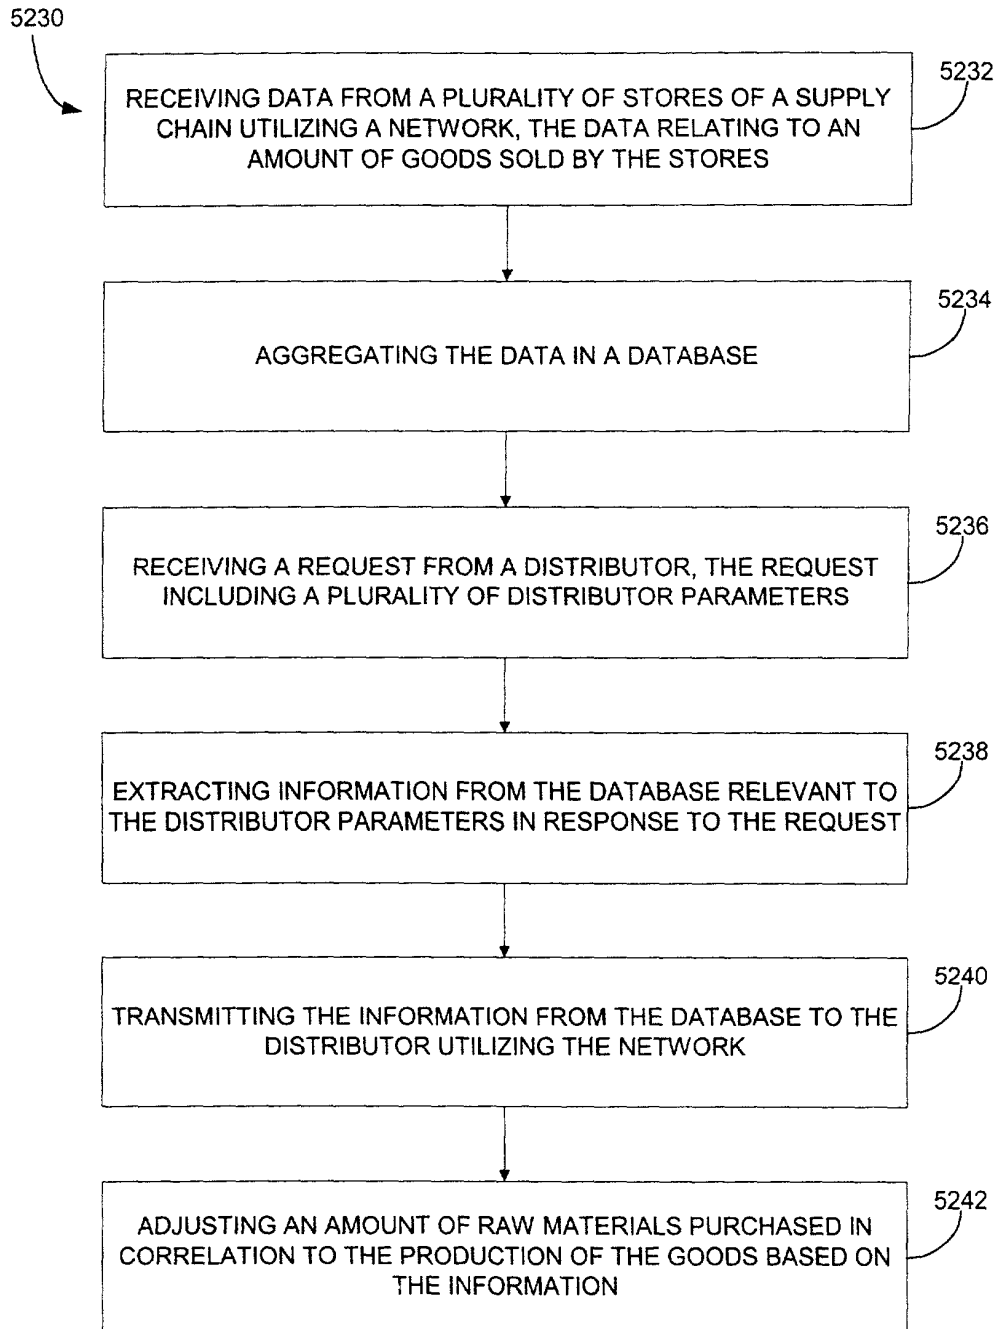 5230
5232
RECEIVING DATA FROM A PLURALITY OF STORES OF A SUPPLY
CHAIN UTILIZING A NETWORK, THE DATA RELATING TO AN
AMOUNT OF GOODS SOLD BY THE STORES
5234
AGGREGATING THE DATA IN A DATABASE
5236
RECEIVING A REQUEST FROM A DISTRIBUTOR, THE REQUEST
INCLUDING A PLURALITY OF DISTRIBUTOR PARAMETERS
5238
EXTRACTING INFORMATION FROM THE DATABASE RELEVANT TO
THE DISTRIBUTOR PARAMETERS IN RESPONSE TO THE REQUEST
5240
TRANSMITTING THE INFORMATION FROM THE DATABASE TO THE
DISTRIBUTOR UTILIZING THE NETWORK
5242
ADJUSTING AN AMOUNT OF RAW MATERIALS PURCHASED IN
CORRELATION TO THE PRODUCTION OF THE GOODS BASED ON
THE INFORMATION